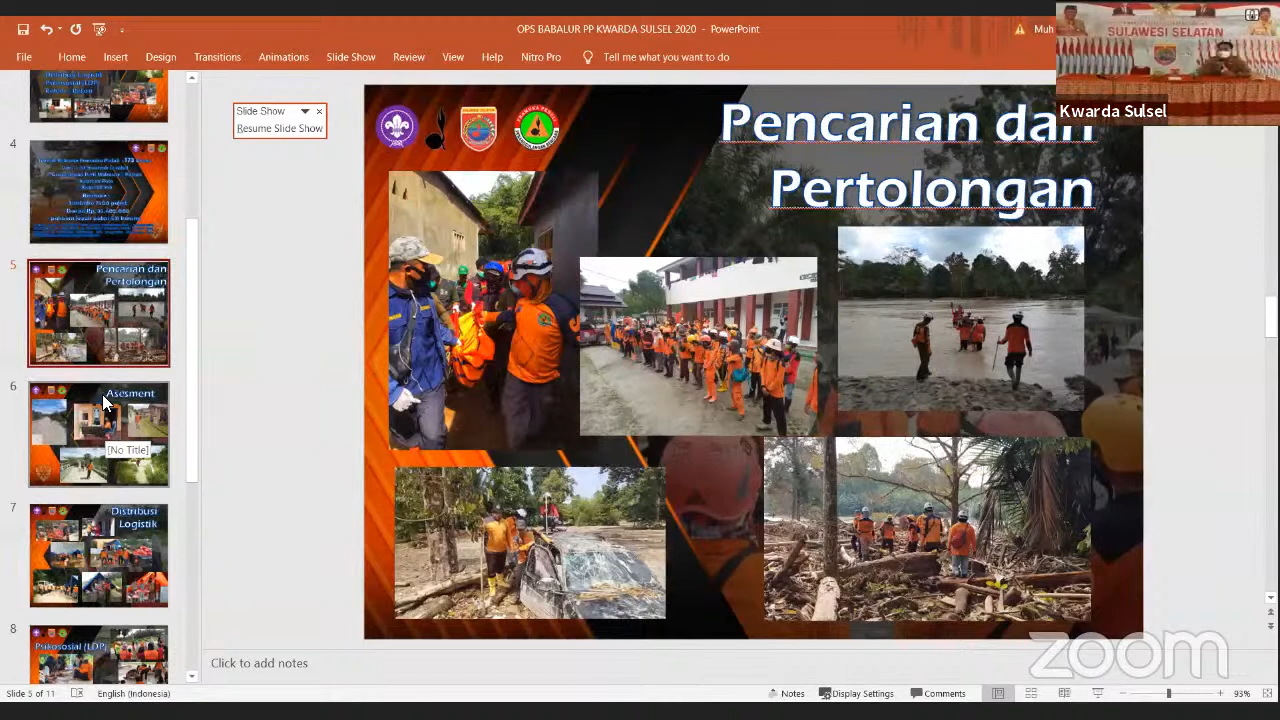 OPS BABALUR PP KWARDA SULSEL 2020 - PowerPoint
Muh
File Home Insert Design Transitions Animations Slide Show Review View Help Nitro Pro Tell me what you want to do
SULAWESI SELATAN
Kwarda Sulsel
Slide Show
Resume Slide Show
Pencarian dan
Pertolongan
4
5
Pencarian dan
Pertolongan
6
Asesment
[No Title]
7
Distribusi
Logistik
8
Psikososial (LDP)
Click to add notes
zoom
Slide 5 of 11 English (Indonesia) Notes Display Settings Comments 93%